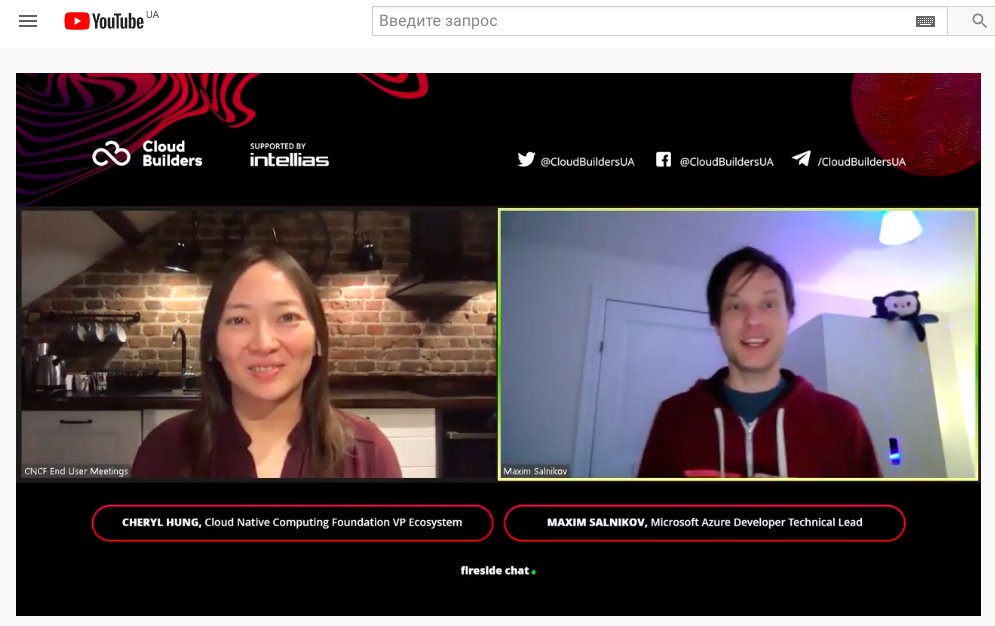 YouTube UA
Введите запрос
Cloud
Builders
SUPPORTED BY
intellias
@CloudBuildersUA
@CloudBuildersUA
/CloudBuildersUA
CNCF End User Meetings
Maxim Salnikov
CHERYL HUNG, Cloud Native Computing Foundation VP Ecosystem
MAXIM SALNIKOV, Microsoft Azure Developer Technical Lead
fireside chat